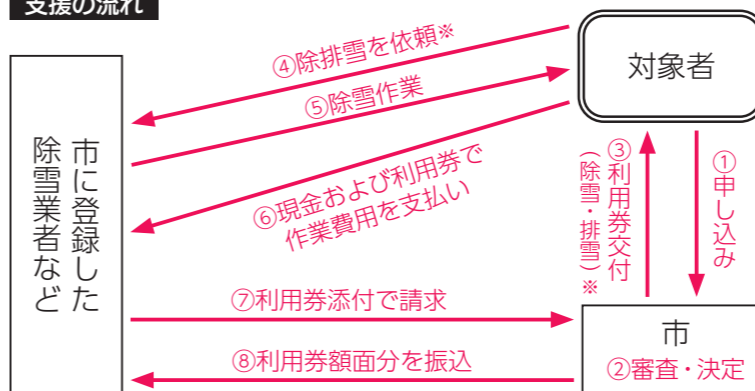 支援の流れ
対象者
④除排雪を依頼※
⑤除雪作業
⑥現金および利用券で
作業費用を支払い
市に登録した
除雪業者など
③利用券交付
（除雪・排雪）※
①申し込み
⑦利用券添付で請求
⑧利用券額面分を振込
市
②審査・決定